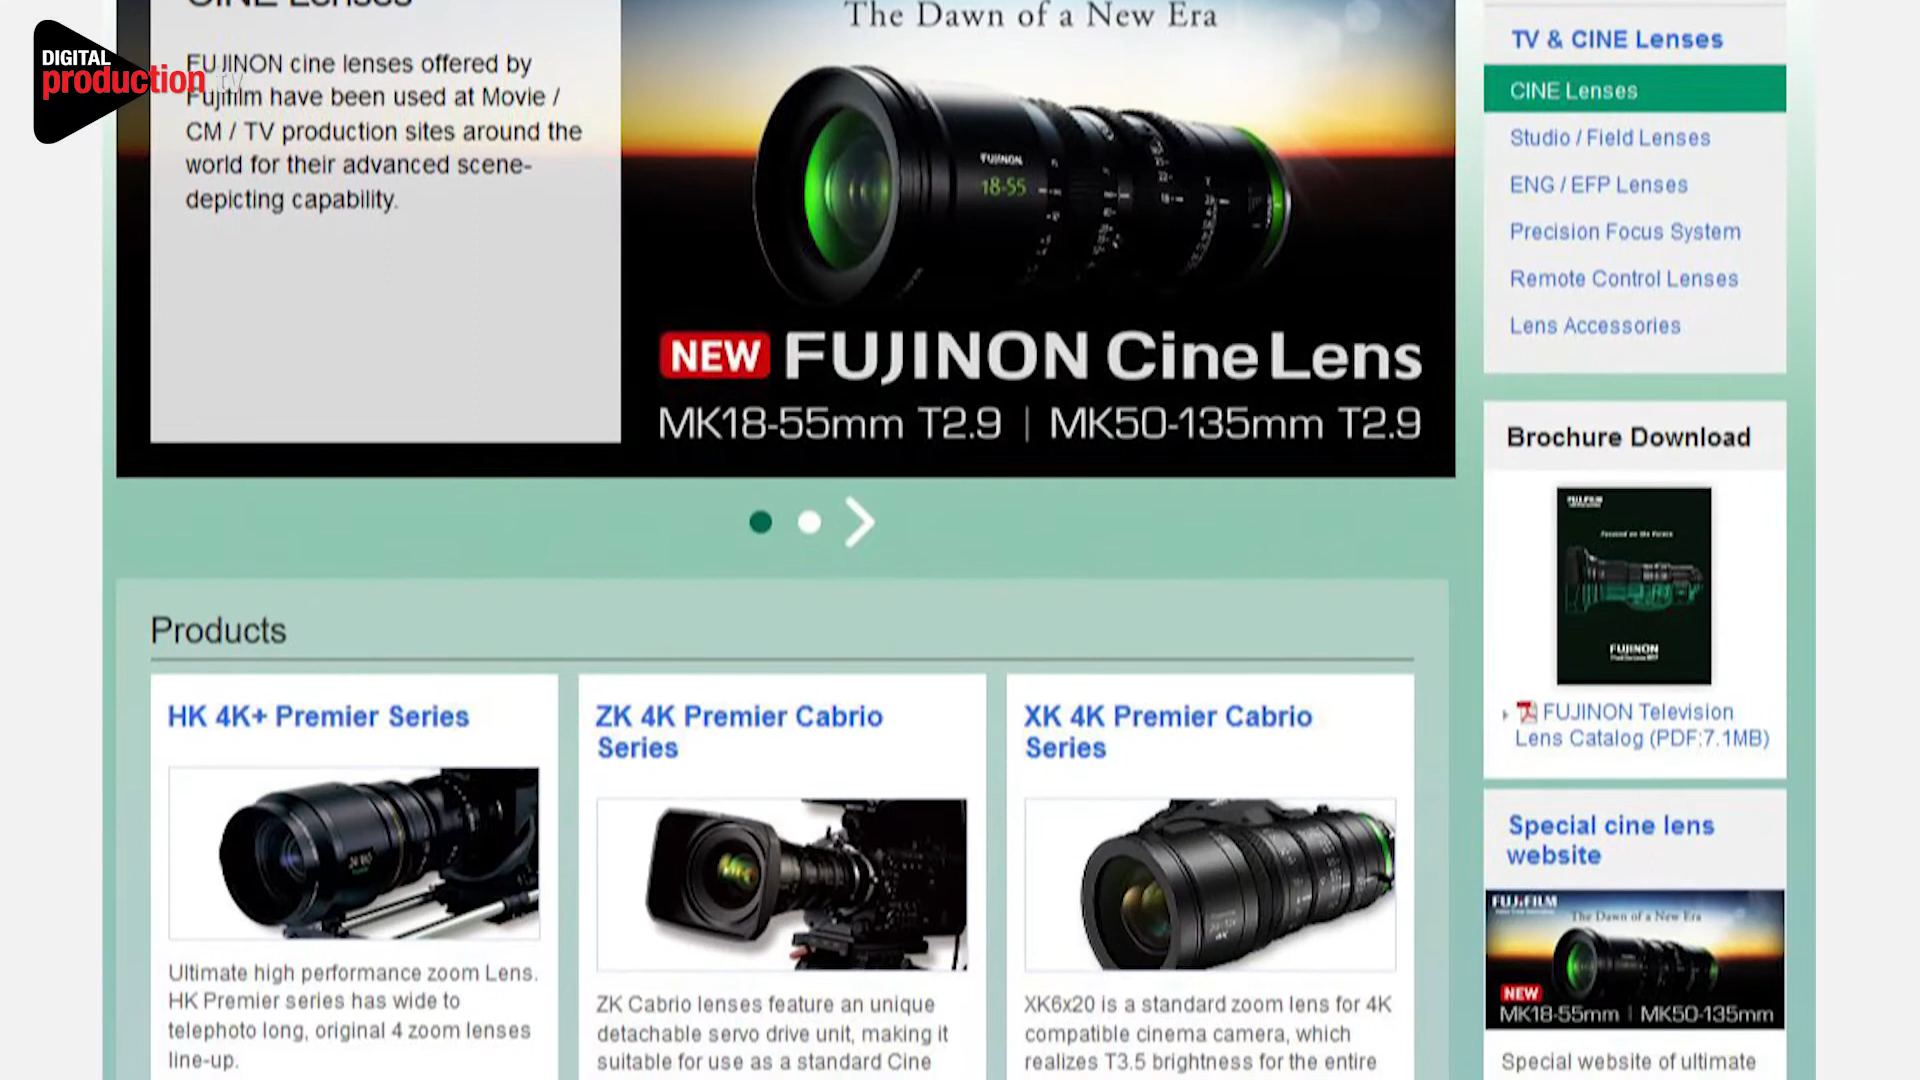 CINE Lenses
DIGITAL
production
tv
FUJINON cine lenses offered by
Fujifilm have been used at Movie /
CM / TV production sites around the
world for their advanced scene-
depicting capability.
The Dawn of a New Era
FUJINON
18-55
NEW FUJINON Cine Lens
MK18-55mm T2.9 | MK50-135mm T2.9
TV & CINE Lenses
CINE Lenses
Studio / Field Lenses
ENG / EFP Lenses
Precision Focus System
Remote Control Lenses
Lens Accessories
Brochure Download
FUJIFILM
Focused on the Future
FUJINON
FUJINON Television
Lens Catalog (PDF:7.1MB)
Special cine lens
website
FUJIFILM
The Dawn of a New Era
NEW
MK18-55mm | MK50-135mm
Special website of ultimate
Products
HK 4K+ Premier Series
Ultimate high performance zoom Lens.
HK Premier series has wide to
telephoto long, original 4 zoom lenses
line-up.
ZK 4K Premier Cabrio
Series
ZK Cabrio lenses feature an unique
detachable servo drive unit, making it
suitable for use as a standard Cine
XK 4K Premier Cabrio
Series
XK6x20 is a standard zoom lens for 4K
compatible cinema camera, which
realizes T3.5 brightness for the entire